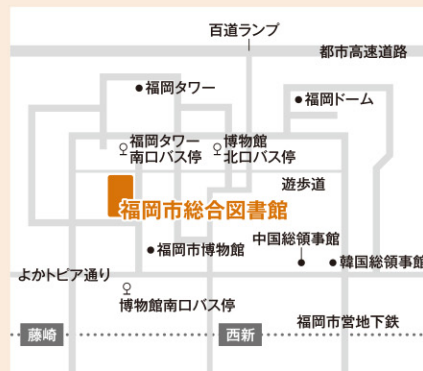 百道ランプ
都市高速道路
福岡タワー
福岡ドーム
福岡タワー
南口バス停
博物館
北口バス停
遊歩道
福岡市総合図書館
中国総領事館
福岡市博物館
韓国総領事館
よかトピア通り
博物館南口バス停
福岡市営地下鉄
藤崎
西新